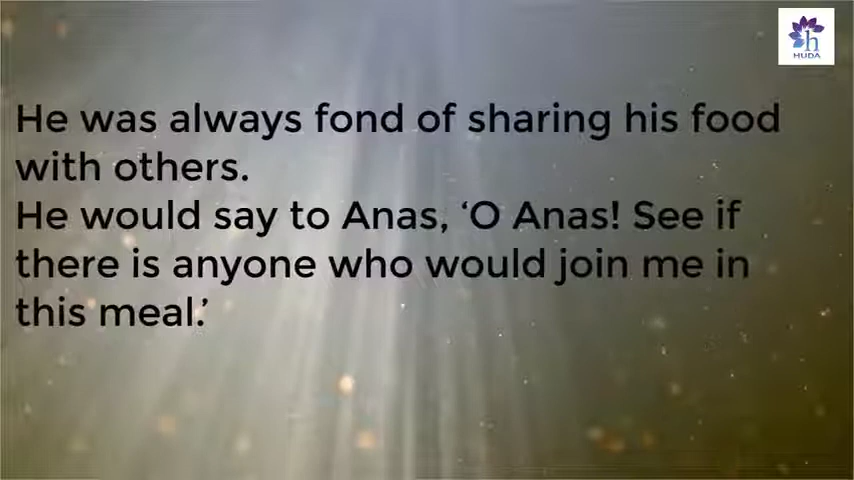 h
HUDA
He was always fond of sharing his food
with others.
He would say to Anas, ‘O Anas! See if
there is anyone who would join me in
this meal.’